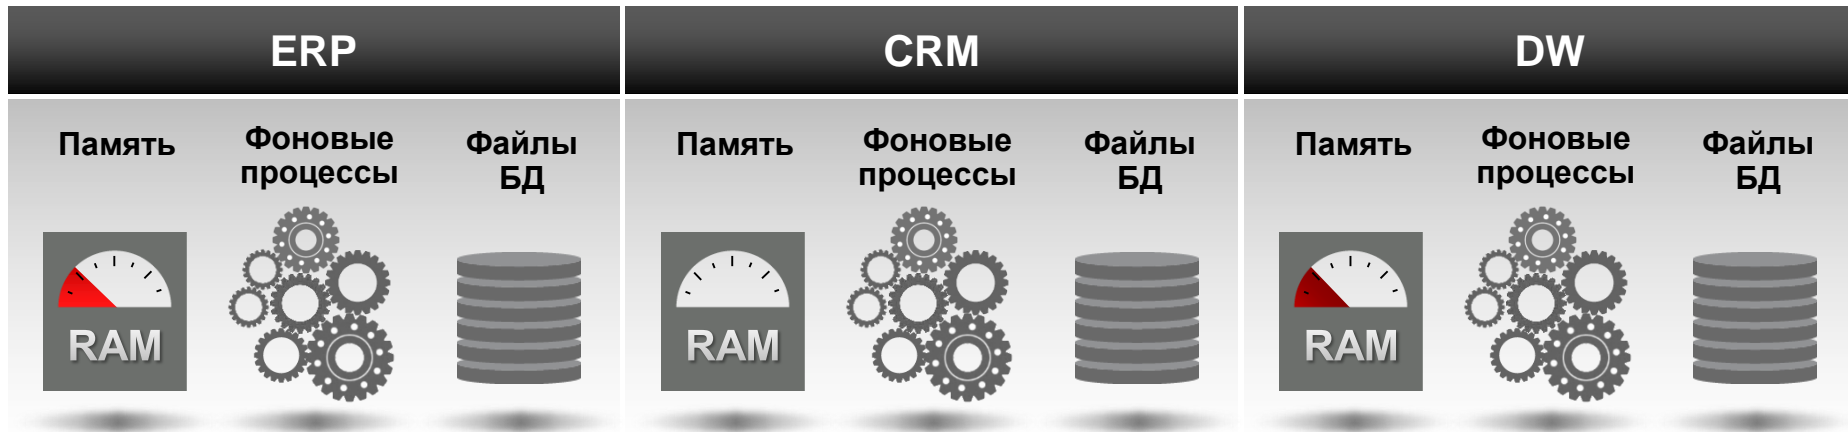 ERP
Память
Фоновые
процессы
Файлы
БД
RAM
CRM
Память
Фоновые
процессы
Файлы
БД
RAM
DW
Память
Фоновые
процессы
Файлы
БД
RAM